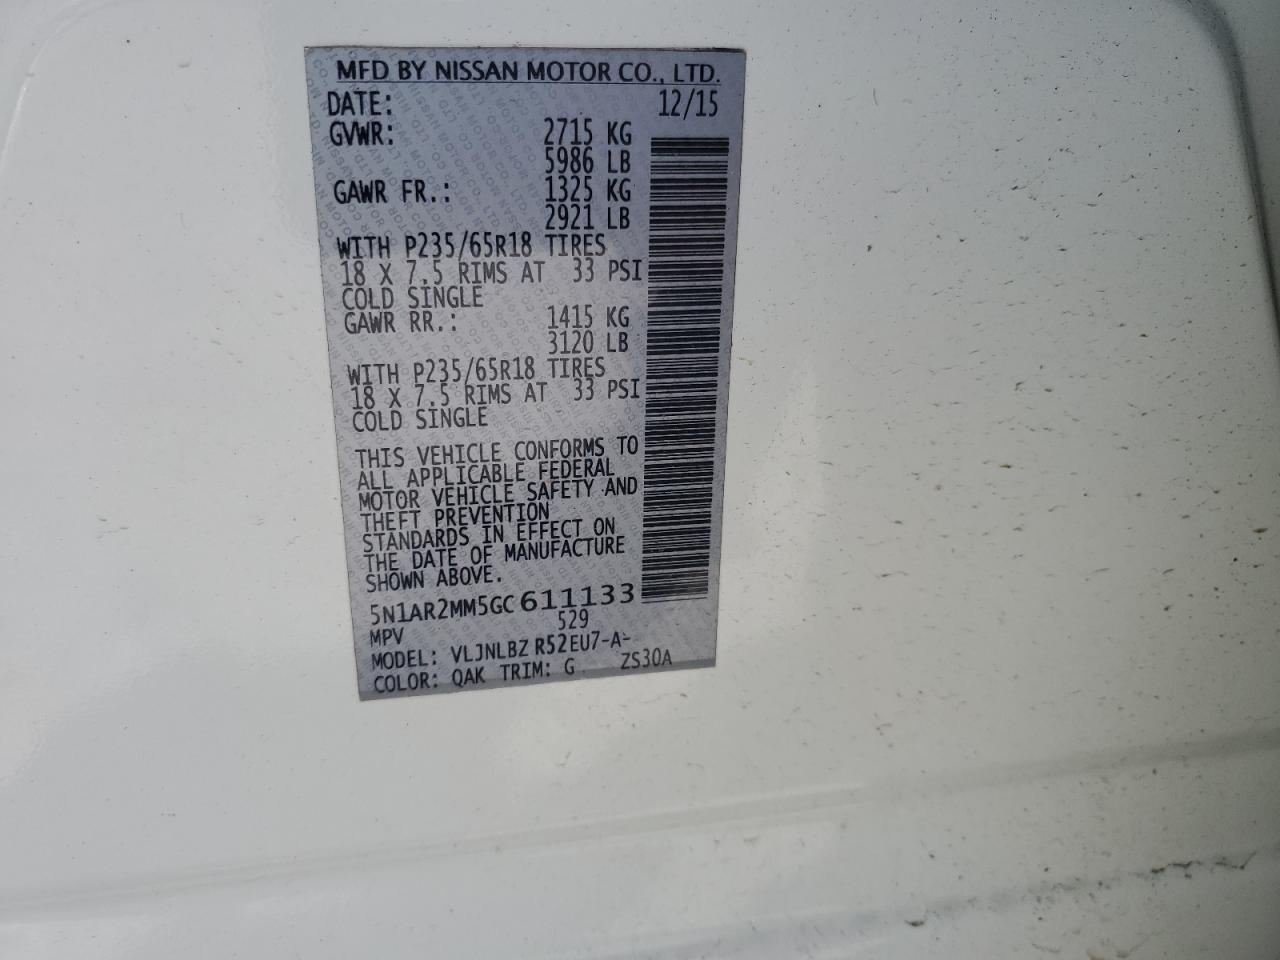 MFD BY NISSAN MOTOR CO., LTD.
DATE: 12/15
GVWR: 2715 KG
5986 LB
GAWR FR.: 1325 KG
2921 LB
WITH P235/65R18 TIRES
18 X 7.5 RIMS AT 33 PSI
COLD SINGLE
GAWR RR.: 1415 KG
3120 LB
WITH P235/65R18 TIRES
18 X 7.5 RIMS AT 33 PSI
COLD SINGLE
THIS VEHICLE CONFORMS TO
ALL APPLICABLE FEDERAL
MOTOR VEHICLE SAFETY AND
THEFT PREVENTION
STANDARDS IN EFFECT ON
THE DATE OF MANUFACTURE
SHOWN ABOVE.
5N1AR2MM5GC611133
MPV 529
MODEL: VLJNLBZ R52EU7-A-
COLOR: QAK TRIM: G ZS30A